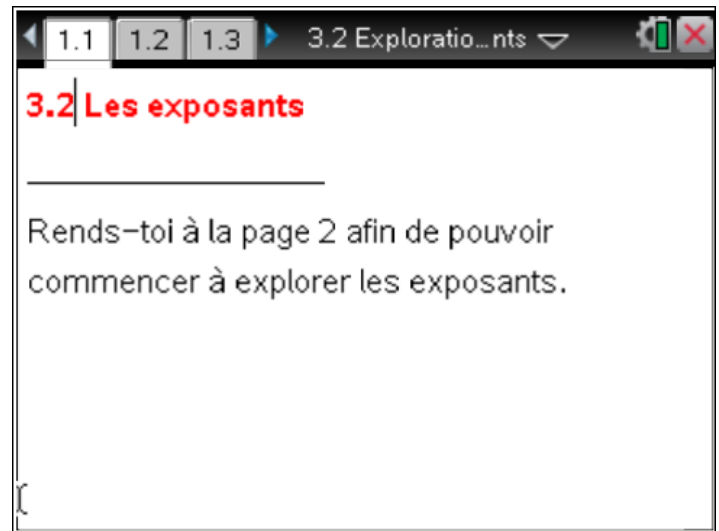 1.1 1.2 1.3 3.2 Exploratio...nts
3.2 Les exposants
Rends-toi à la page 2 afin de pouvoir
commencer à explorer les exposants.